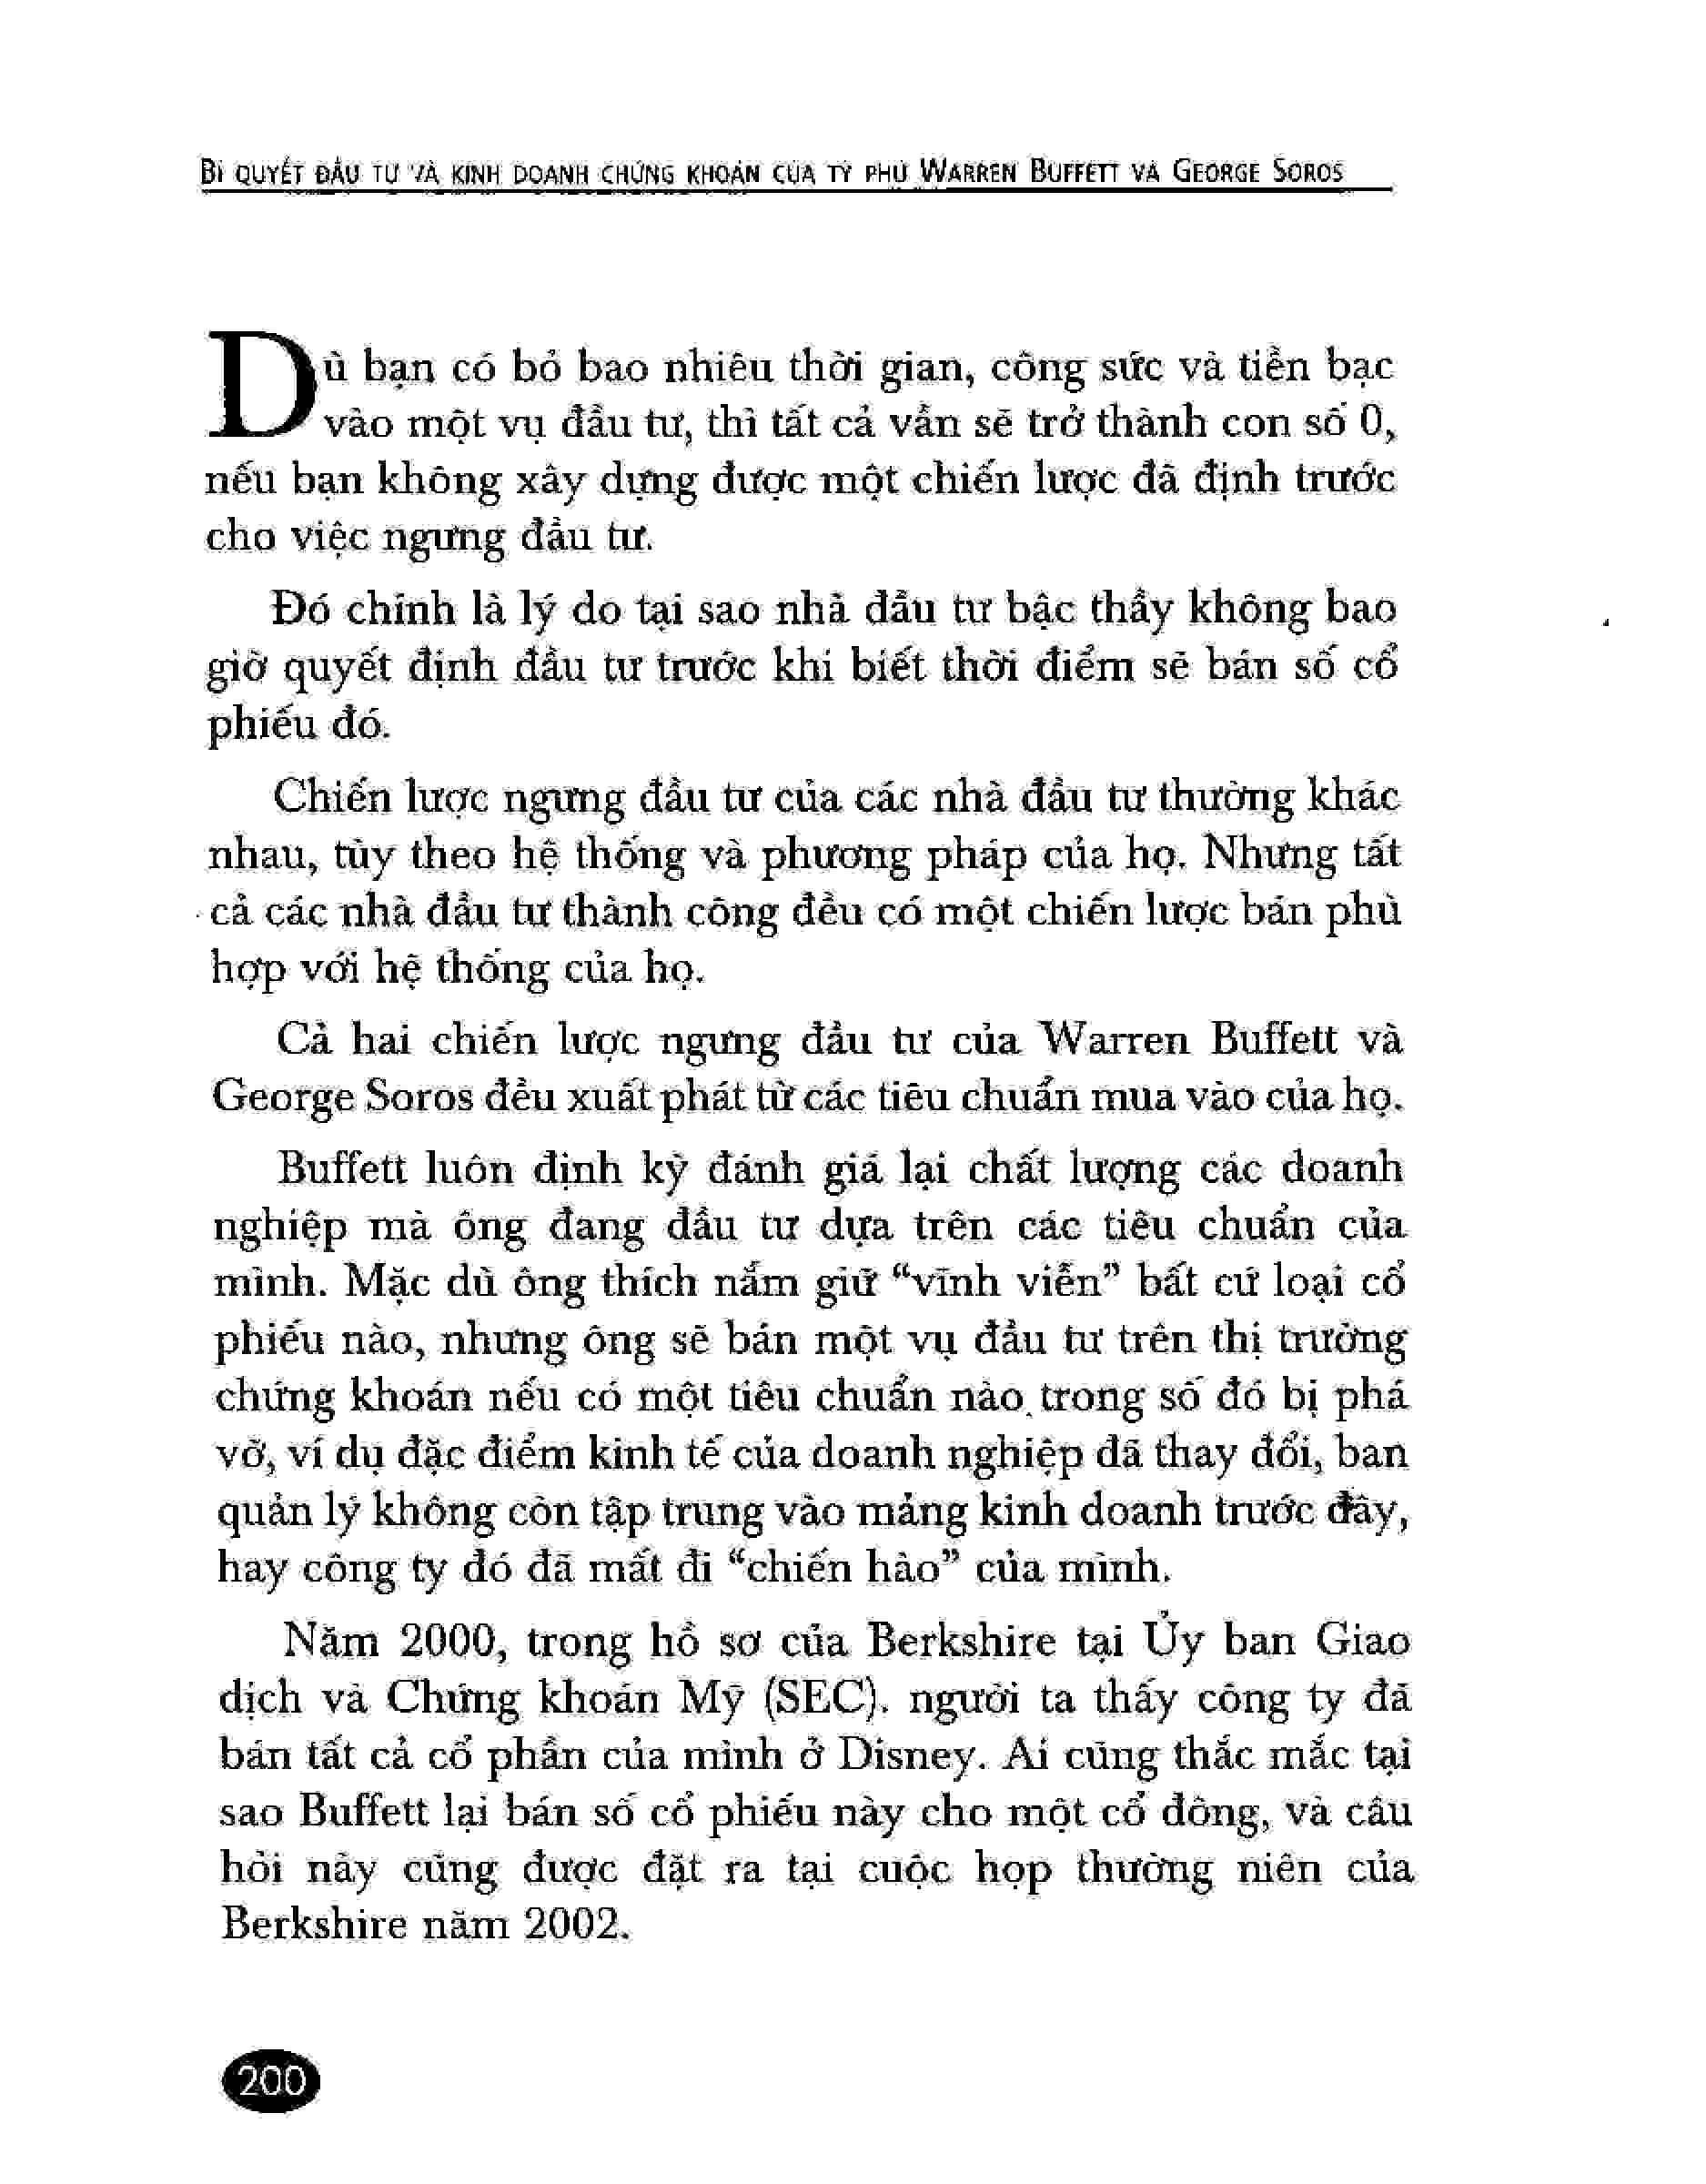 BÍ QUYẾT ĐẦU TƯ VÀ KINH DOANH CHỨNG KHOÁN CỦA TỶ PHÚ WARREN BUFFETT VÀ GEORGE SOROS
Dù bạn có bỏ bao nhiêu thời gian, công sức và tiền bạc
vào một vụ đầu tư, thì tất cả vẫn sẽ trở thành con số 0,
nếu bạn không xây dựng được một chiến lược đã định trước
cho việc ngưng đầu tư.
Đó chính là lý do tại sao nhà đầu tư bậc thầy không bao
giờ quyết định đầu tư trước khi biết thời điểm sẽ bán số cổ
phiếu đó.
Chiến lược ngưng đầu tư của các nhà đầu tư thường khác
nhau, tùy theo hệ thống và phương pháp của họ. Nhưng tất
cả các nhà đầu tư thành công đều có một chiến lược bán phù
hợp với hệ thống của họ.
Cả hai chiến lược ngưng đầu tư của Warren Buffett và
George Soros đều xuất phát từ các tiêu chuẩn mua vào của họ.
Buffett luôn định kỳ đánh giá lại chất lượng các doanh
nghiệp mà ông đang đầu tư dựa trên các tiêu chuẩn của
mình. Mặc dù ông thích nắm giữ “vĩnh viễn” bất cứ loại cổ
phiếu nào, nhưng ông sẽ bán một vụ đầu tư trên thị trường
chứng khoán nếu có một tiêu chuẩn nào trong số đó bị phá
vỡ, ví dụ đặc điểm kinh tế của doanh nghiệp đã thay đổi, ban
quản lý không còn tập trung vào mảng kinh doanh trước đây,
hay công ty đó đã mất đi “chiến hào” của mình.
Năm 2000, trong hồ sơ của Berkshire tại Ủy ban Giao
dịch và Chứng khoán Mỹ (SEC). người ta thấy công ty đã
bán tất cả cổ phần của mình ở Disney. Ai cũng thắc mắc tại
sao Buffett lại bán số cổ phiếu này cho một cổ đông, và câu
hỏi này cũng được đặt ra tại cuộc họp thường niên của
Berkshire năm 2002.
200